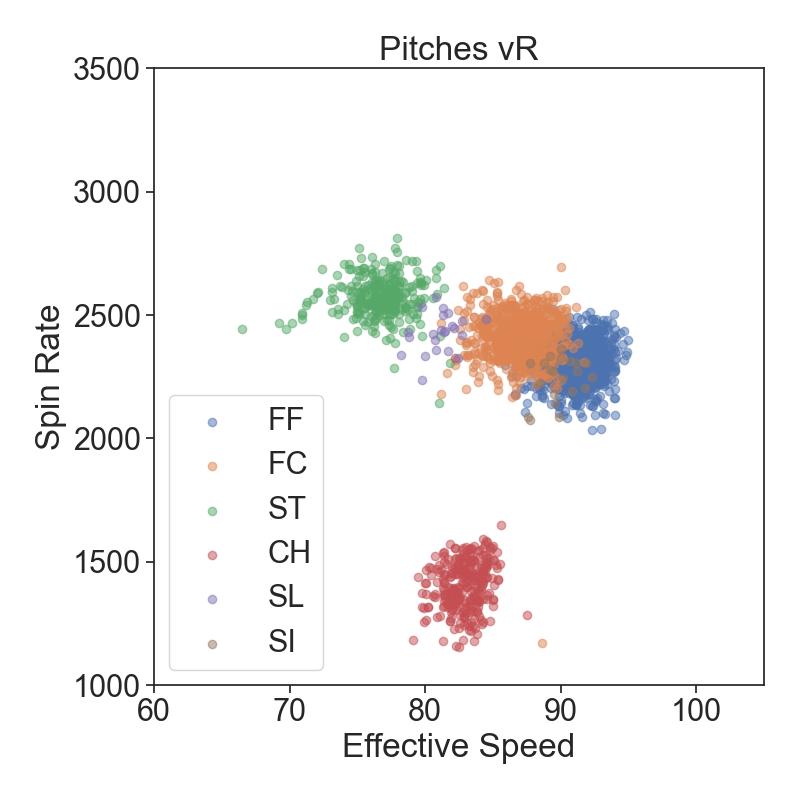 Pitches vR
3500
3000
2500
2000
1500
1000
Spin Rate
FF
FC
ST
CH
SL
SI
60 70 80 90 100
Effective Speed